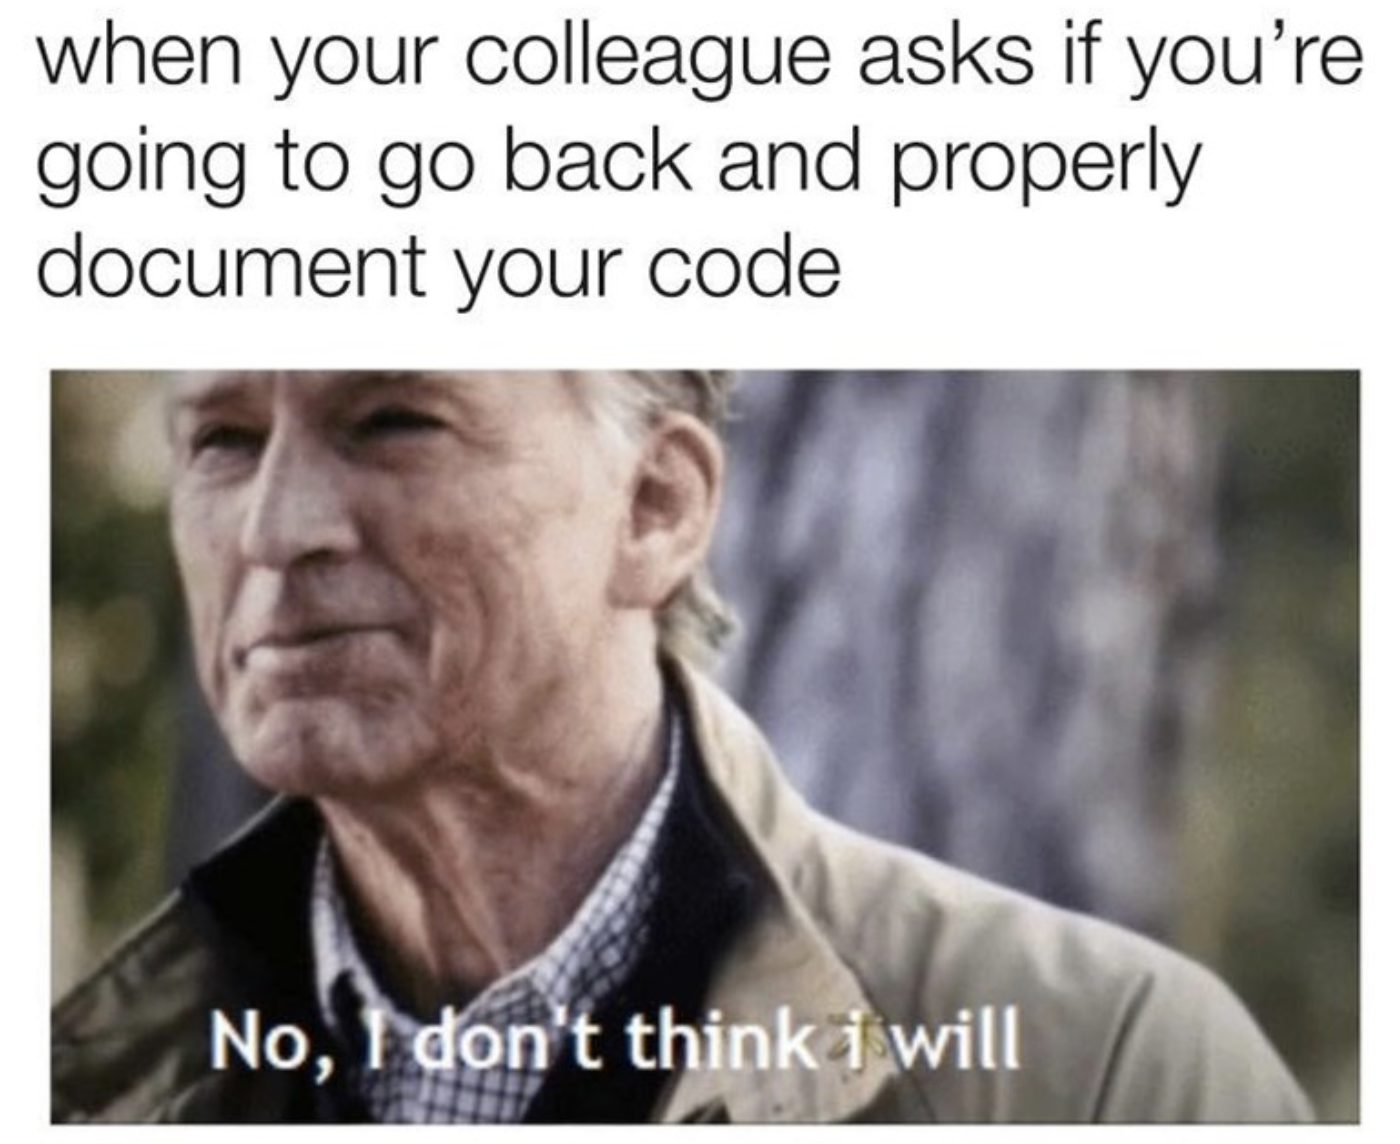 when your colleague asks if you’re
going to go back and properly
document your code
No, I don't think i will